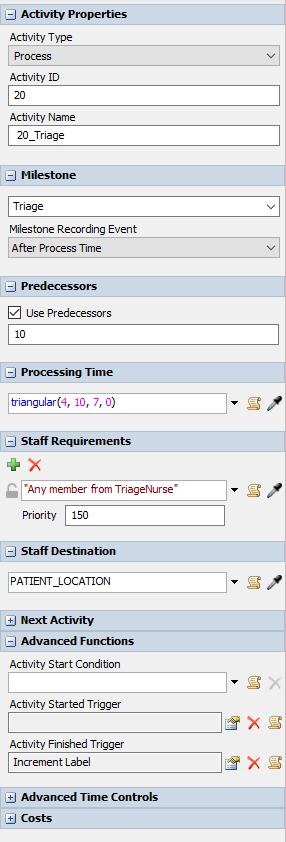 Activity Properties
Activity Type
Process
Activity ID
20
Activity Name
20_Triage
Milestone
Triage
Milestone Recording Event
After Process Time
Predecessors
Use Predecessors
10
Processing Time
triangular(4, 10, 7, 0)
Staff Requirements
"Any member from TriageNurse"
Priority 150
Staff Destination
PATIENT_LOCATION
Next Activity
Advanced Functions
Activity Start Condition
Activity Started Trigger
Activity Finished Trigger
Increment Label
Advanced Time Controls
Costs